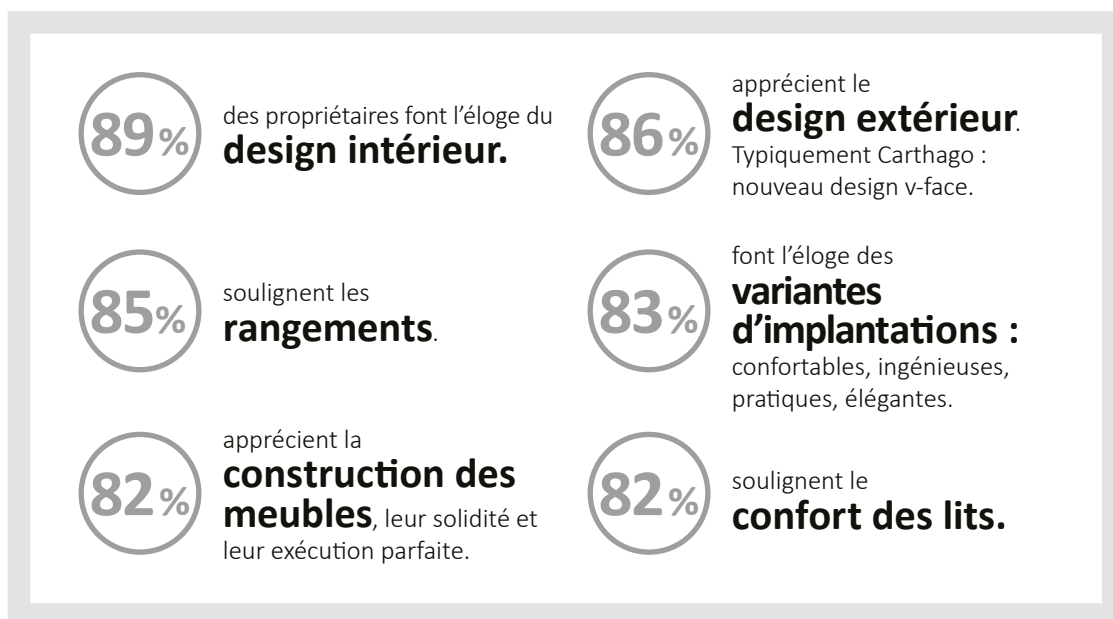 89%
des propriétaires font l’éloge du
design intérieur.
86%
apprécient le
design extérieur.
Typiquement Carthago :
nouveau design v-face.
85%
soulignent les
rangements.
83%
font l’éloge des
variantes
d’implantations :
confortables, ingénieuses,
pratiques, élégantes.
82%
apprécient la
construction des
meubles, leur solidité et
leur exécution parfaite.
82%
soulignent le
confort des lits.